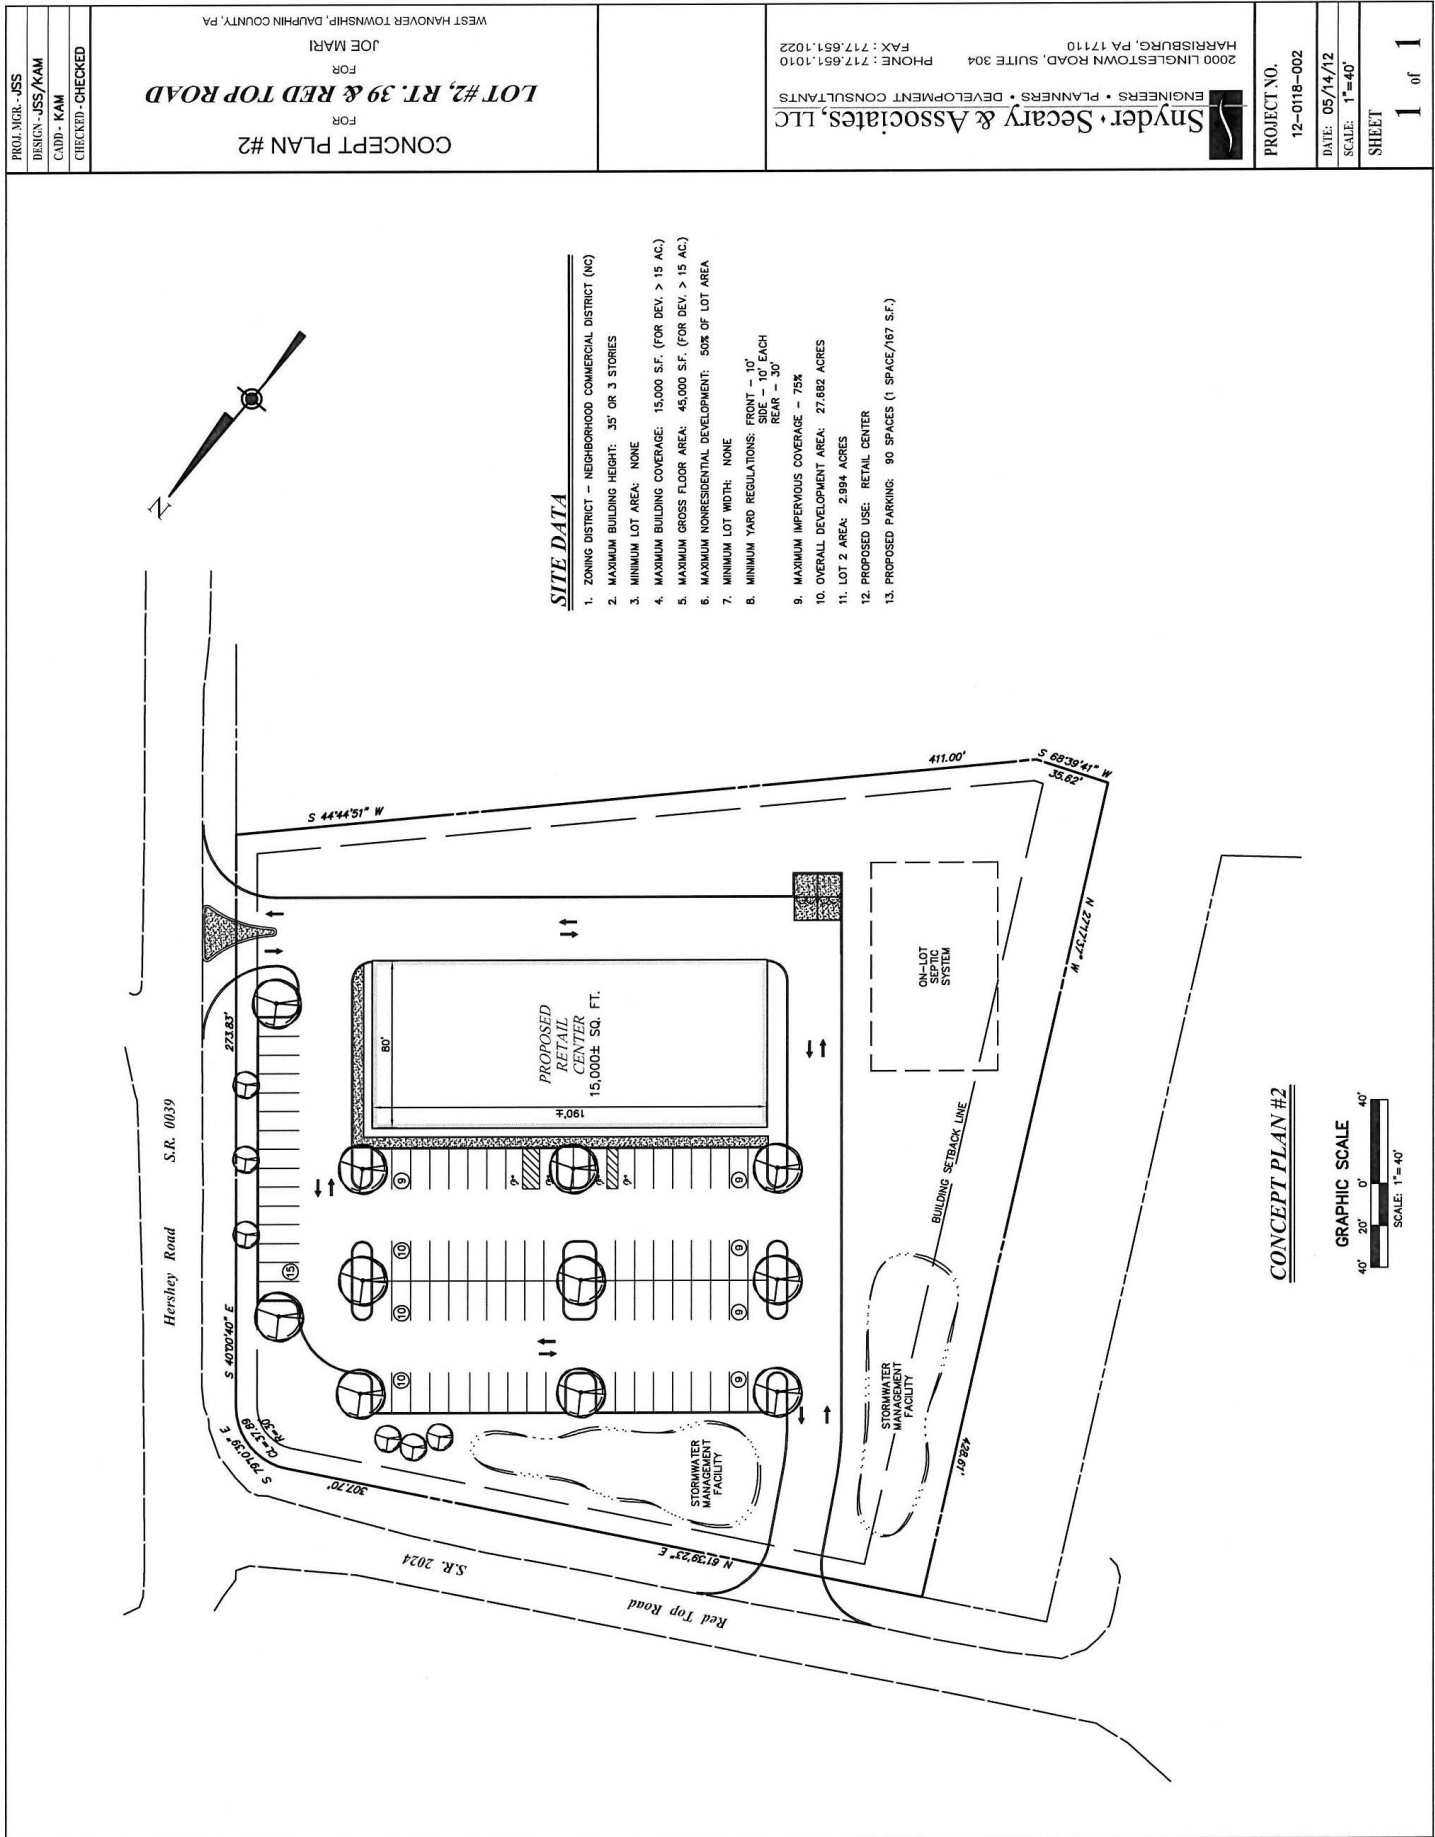 PROJ. MGR. - JSS
DESIGN - JSS/KAM
CADD - KAM
CHECKED - CHECKED
CONCEPT PLAN #2
FOR
LOT #2, RT. 39 & RED TOP ROAD
FOR
JOE MARI
WEST HANOVER TOWNSHIP, DAUPHIN COUNTY, PA
Snyder • Secary & Associates, LLC
ENGINEERS • PLANNERS • DEVELOPMENT CONSULTANTS
2000 LINGLESTOWN ROAD, SUITE 304 PHONE : 717.651.1010
HARRISBURG, PA 17110 FAX : 717.651.1022
PROJECT NO.
12-0118-002
DATE: 05/14/12
SCALE: 1"=40'
SHEET
1 of 1
N
SITE DATA
1. ZONING DISTRICT – NEIGHBORHOOD COMMERCIAL DISTRICT (NC)
2. MAXIMUM BUILDING HEIGHT: 35' OR 3 STORIES
3. MINIMUM LOT AREA: NONE
4. MAXIMUM BUILDING COVERAGE: 15,000 S.F. (FOR DEV. > 15 AC.)
5. MAXIMUM GROSS FLOOR AREA: 45,000 S.F. (FOR DEV. > 15 AC.)
6. MAXIMUM NONRESIDENTIAL DEVELOPMENT: 50% OF LOT AREA
7. MINIMUM LOT WIDTH: NONE
8. MINIMUM YARD REGULATIONS: FRONT – 10'
SIDE – 10' EACH
REAR – 30'
9. MAXIMUM IMPERVIOUS COVERAGE – 75%
10. OVERALL DEVELOPMENT AREA: 27.682 ACRES
11. LOT 2 AREA: 2.994 ACRES
12. PROPOSED USE: RETAIL CENTER
13. PROPOSED PARKING: 90 SPACES (1 SPACE/167 S.F.)
Hershey Road S.R. 0039
S 40°00'40" E
273.83'
S 44°44'51" W
411.00'
S 68°39'41" W
35.62'
N 27°17'37" W
428.61'
S 79°10'39" E
CL=37.89
R=30'
307.70'
N 61°39'23" E
S.R. 2024
Red Top Road
PROPOSED
RETAIL
CENTER
15,000± SQ. FT.
80'
190'±
15
9
9
10
9
10
9
10
9
ON-LOT
SEPTIC
SYSTEM
BUILDING SETBACK LINE
STORMWATER
MANAGEMENT
FACILITY
STORMWATER
MANAGEMENT
FACILITY
CONCEPT PLAN #2
GRAPHIC SCALE
40' 20' 0' 40'
SCALE: 1"= 40'